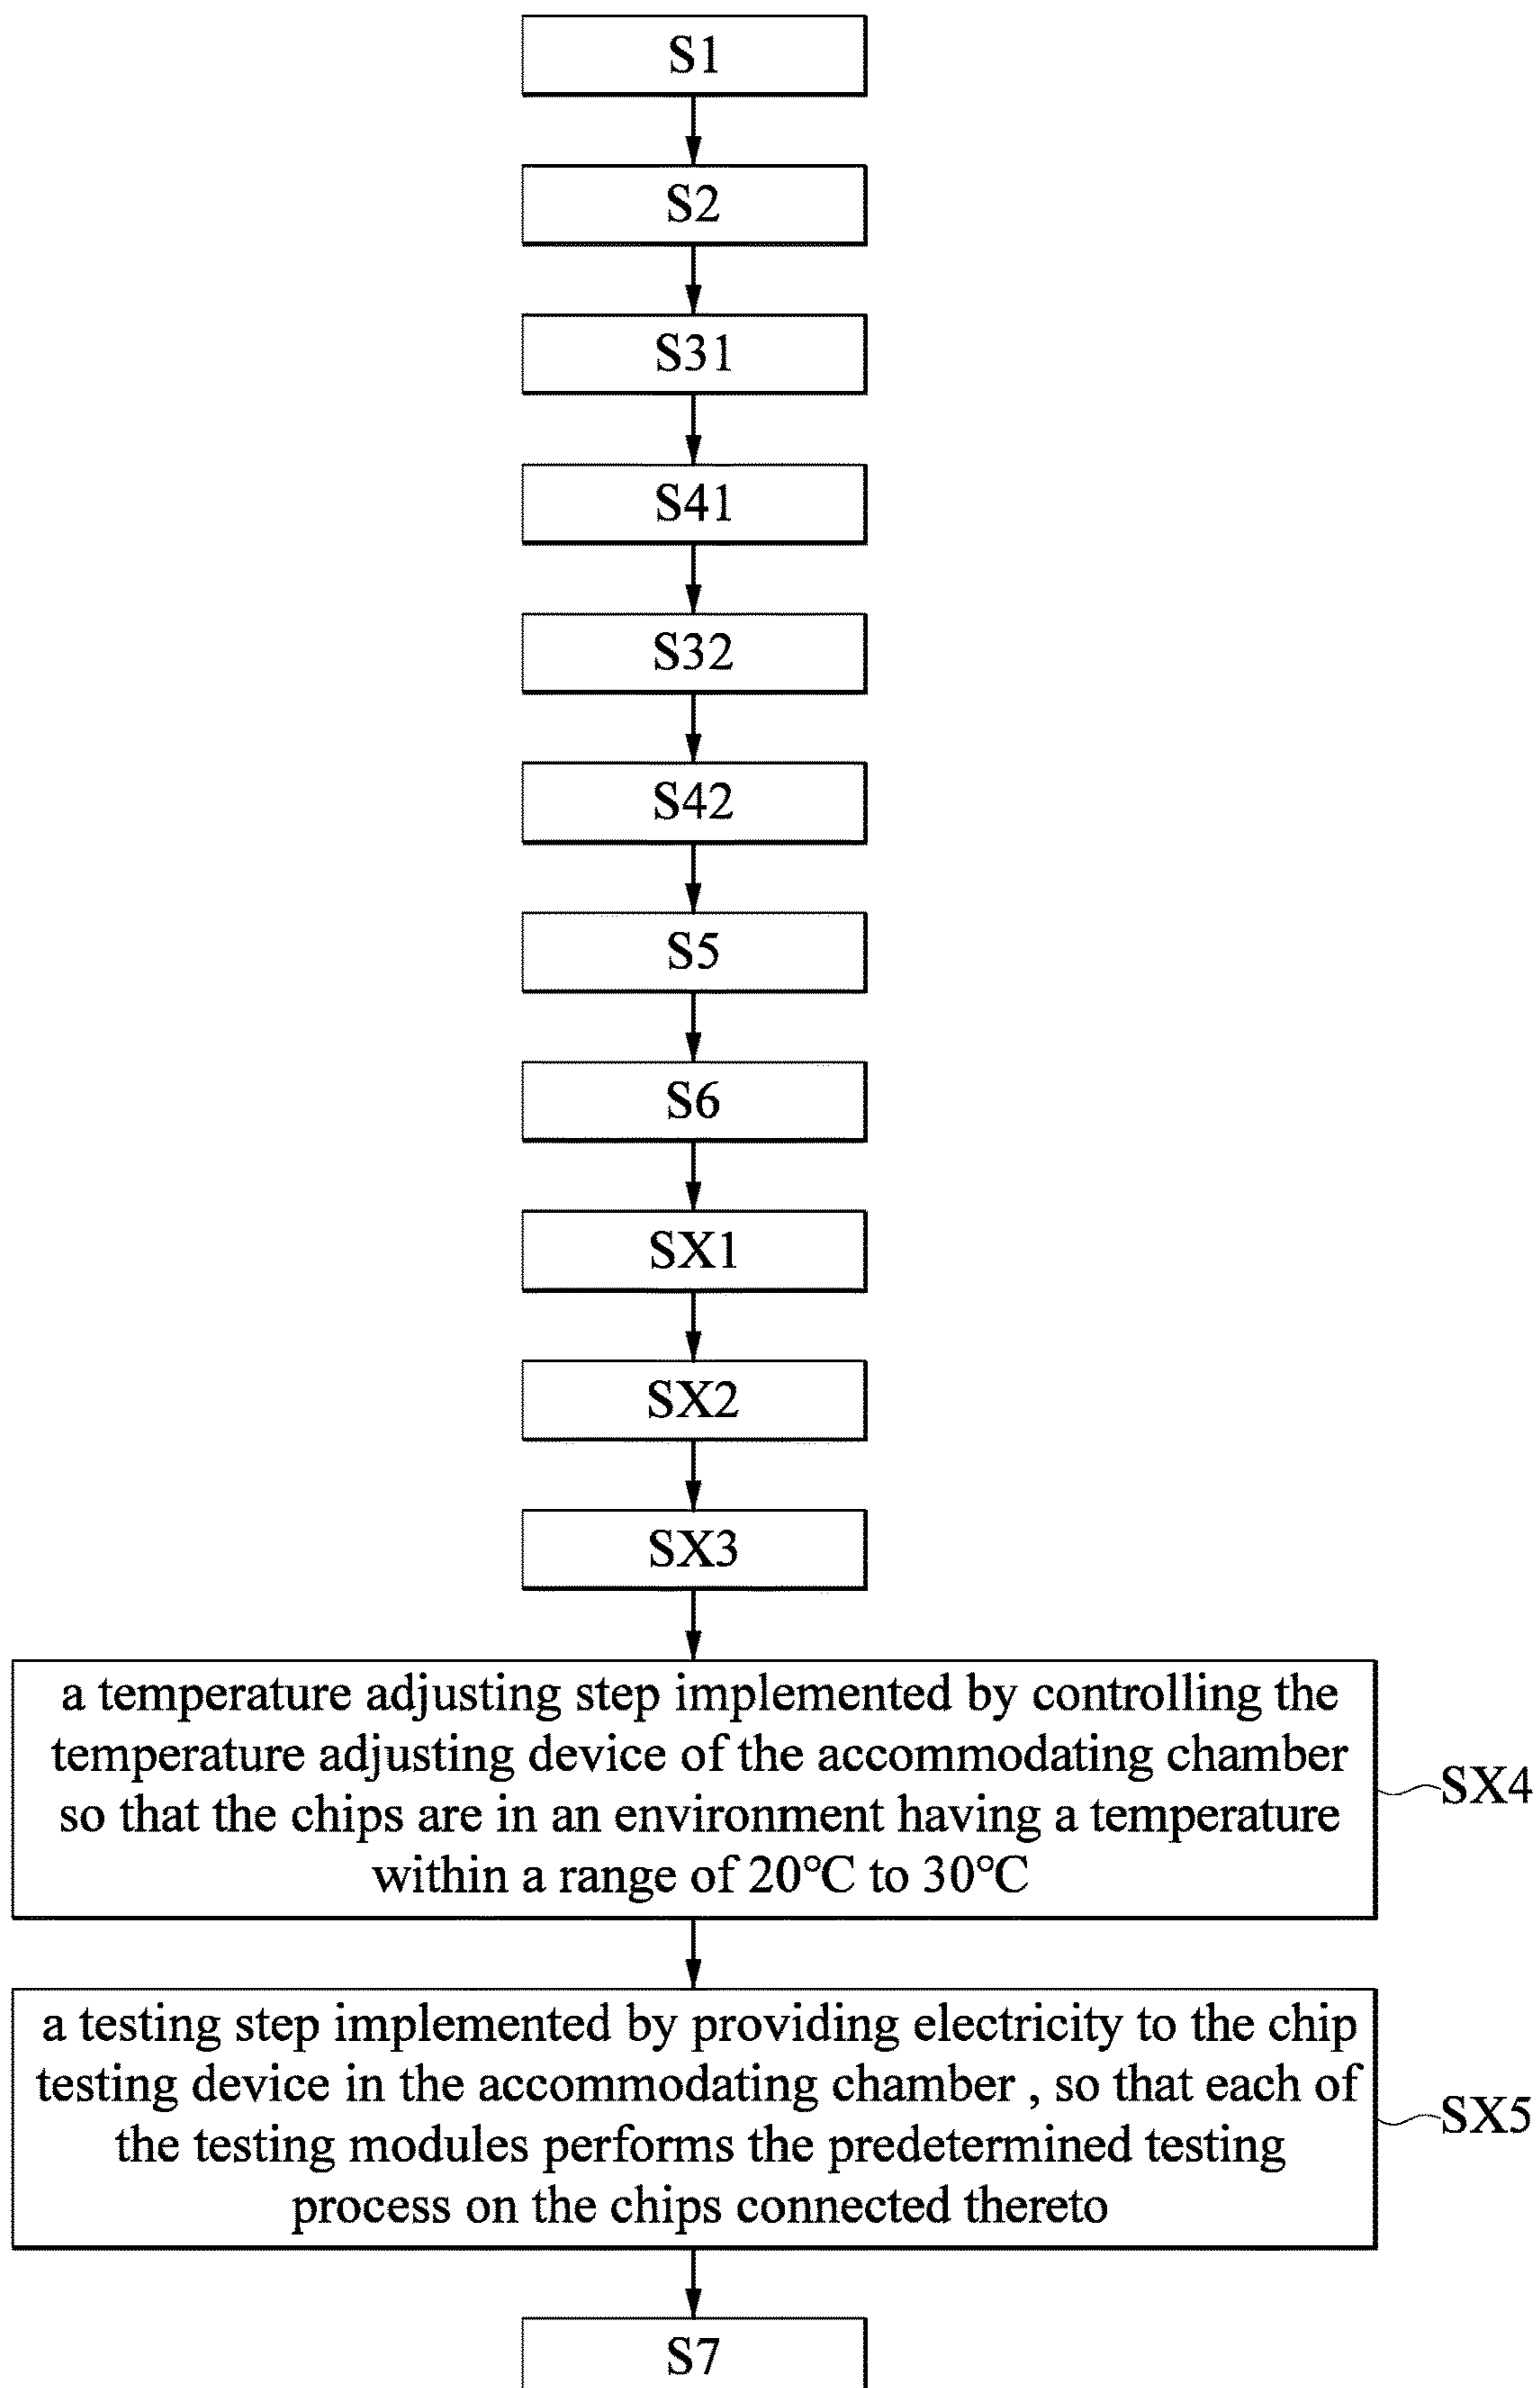 S1
S2
S31
S41
S32
S42
S5
S6
SX1
SX2
SX3
a temperature adjusting step implemented by controlling the
temperature adjusting device of the accommodating chamber
so that the chips are in an environment having a temperature
within a range of 20℃ to 30℃
SX4
a testing step implemented by providing electricity to the chip
testing device in the accommodating chamber , so that each of
the testing modules performs the predetermined testing
process on the chips connected thereto
SX5
S7